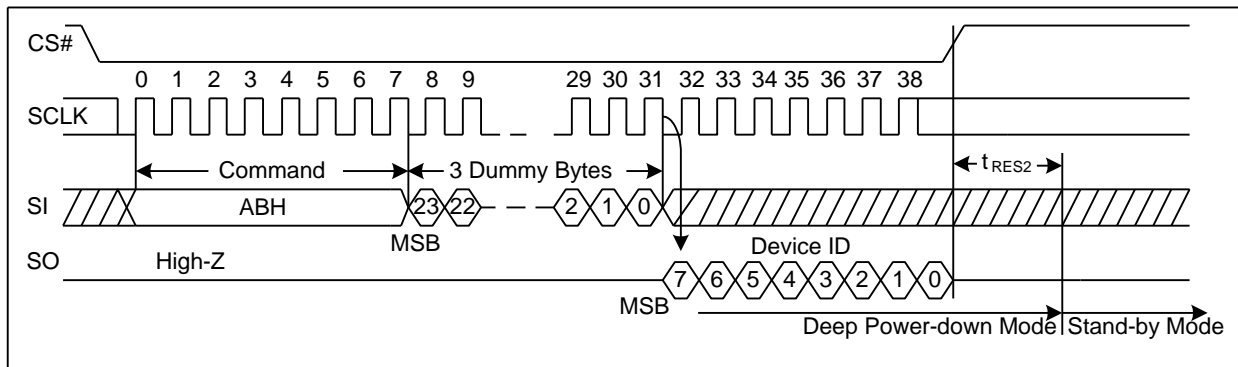 CS#
0 1 2 3 4 5 6 7 8 9 29 30 31 32 33 34 35 36 37 38
SCLK
Command 3 Dummy Bytes tRES2
SI ABH 23 22 2 1 0
MSB
SO High-Z Device ID
7 6 5 4 3 2 1 0
MSB
Deep Power-down Mode Stand-by Mode